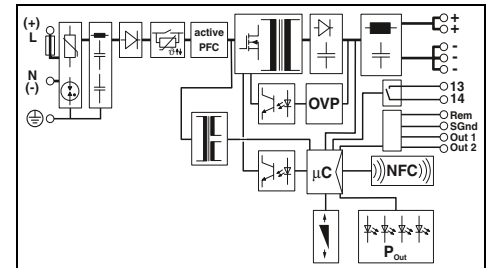 (+)
L
N
(-)
ϑ
active
PFC
+
+
-
-
-
OVP
13
14
Rem
SGnd
Out 1
Out 2
µC
NFC
P Out